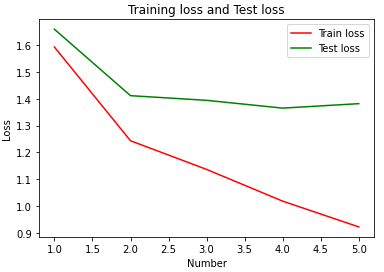 Training loss and Test loss
Train loss
Test loss
Loss
1.6
1.5
1.4
1.3
1.2
1.1
1.0
0.9
1.0 1.5 2.0 2.5 3.0 3.5 4.0 4.5 5.0
Number